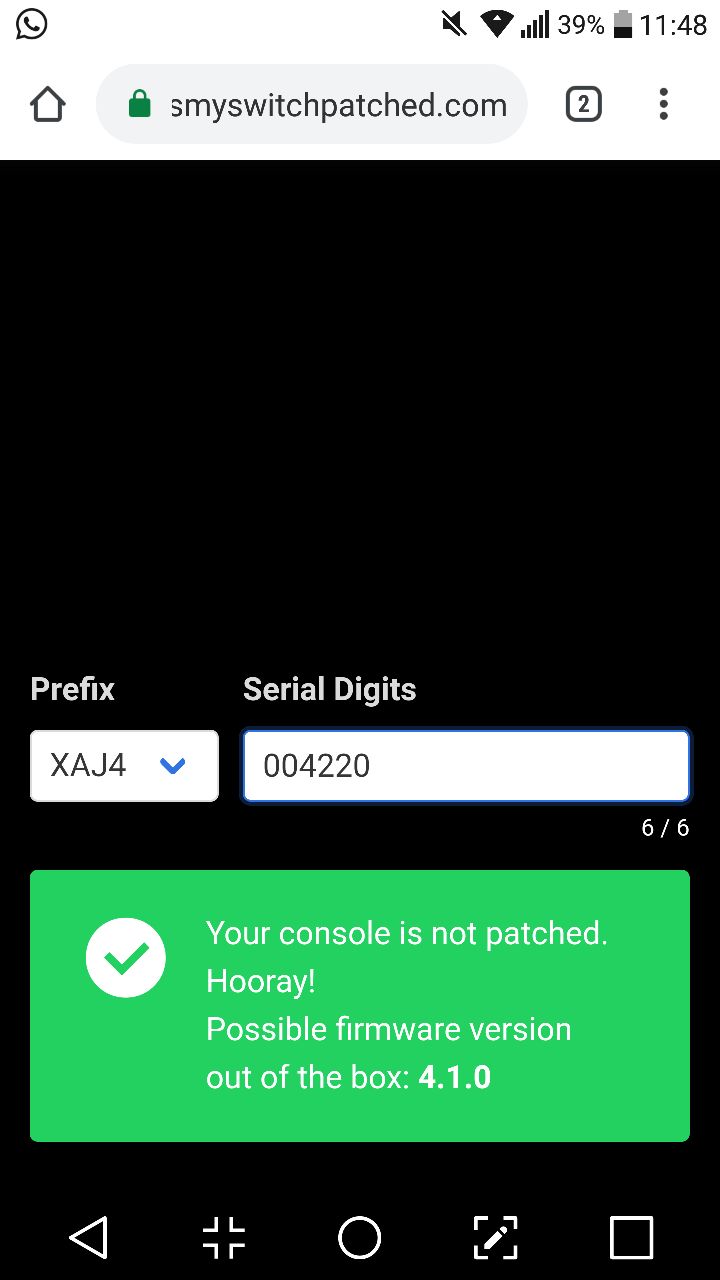 39% 11:48
smyswitchpatched.com
2
Prefix Serial Digits
XAJ4 004220
6 / 6
Your console is not patched.
Hooray!
Possible firmware version
out of the box: 4.1.0